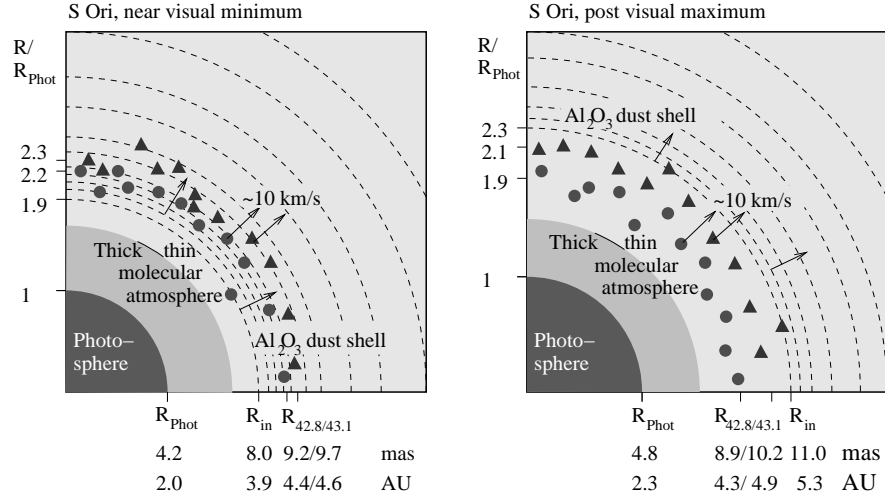 S Ori, near visual minimum
R/
R_Phot
2.3
2.2
1.9
1
~10 km/s
Thick thin
molecular
atmosphere
Al2O3 dust shell
Photo–
sphere
R_Phot R_in R_42.8/43.1
4.2 8.0 9.2/9.7 mas
2.0 3.9 4.4/4.6 AU
S Ori, post visual maximum
R/
R_Phot
2.3
2.1
1.9
1
Al2O3 dust shell
~10 km/s
Thick thin
molecular
atmosphere
Photo–
sphere
R_Phot R_42.8/43.1 R_in
4.8 8.9/10.2 11.0 mas
2.3 4.3/ 4.9 5.3 AU